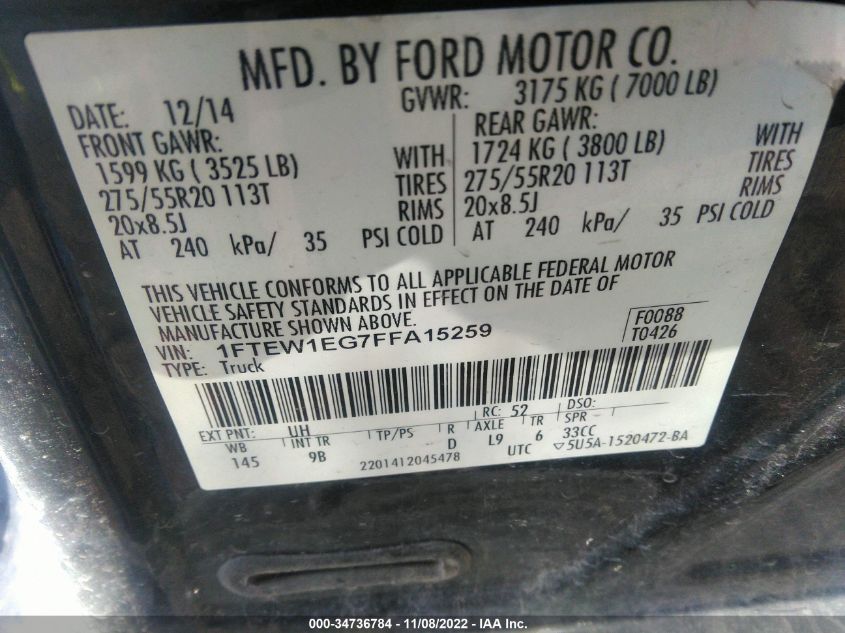 MFD. BY FORD MOTOR CO.
DATE: 12/14 GVWR: 3175 KG ( 7000 LB)
FRONT GAWR: REAR GAWR:
1599 KG ( 3525 LB) WITH 1724 KG ( 3800 LB) WITH
275/55R20 113T TIRES 275/55R20 113T TIRES
20x8.5J RIMS 20x8.5J RIMS
AT 240 kPa/ 35 PSI COLD AT 240 kPa/ 35 PSI COLD
THIS VEHICLE CONFORMS TO ALL APPLICABLE FEDERAL MOTOR
VEHICLE SAFETY STANDARDS IN EFFECT ON THE DATE OF
MANUFACTURE SHOWN ABOVE.
VIN: 1FTEW1EG7FFA15259 F0088
TYPE: Truck T0426
EXT PNT: UH RC: 52 DSO:
WB INT TR TP/PS R AXLE TR SPR
145 9B D L9 6 33CC
2201412045478 UTC ▽5U5A-1520472-BA
000-34736784 - 11/08/2022 - IAA Inc.